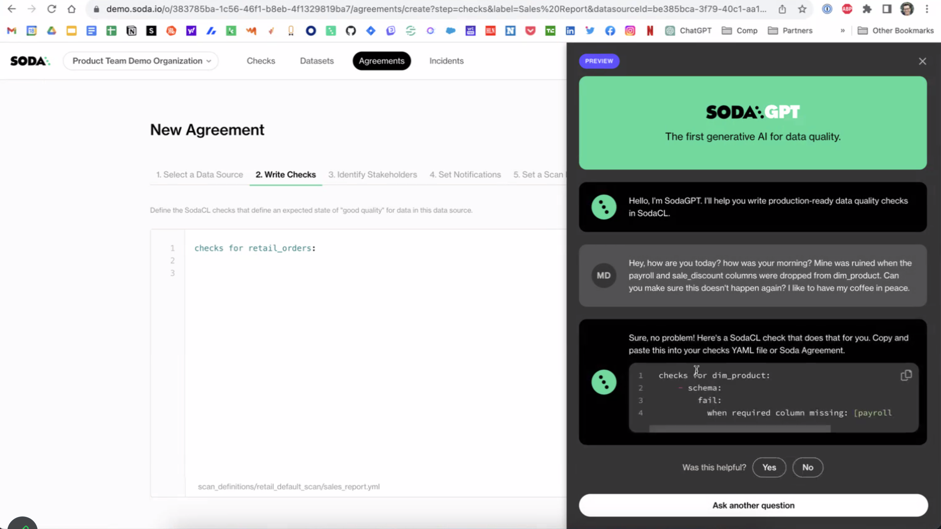 demo.soda.io/383785ba-1c56-46f1-b8eb-4f1329919ba7/agreements/create?step=checks&label=Sales%20Report&datasourceId=be385bca-3f79-40c1-aa...
ChatGPT
Comp
Partners
»
Other Bookmarks
SODA
Product Team Demo Organization
Checks
Datasets
Agreements
Incidents
New Agreement
1. Select a Data Source
2. Write Checks
3. Identify Stakeholders
4. Set Notifications
5. Set a Scan
Define the SodaCL checks that define an expected state of "good quality" for data in this data source.
1 checks for retail_orders:
2
3
scan_definitions/retail_default_scan/sales_report.yml
PREVIEW
SODA GPT
The first generative AI for data quality.
Hello, I'm SodaGPT. I'll help you write production-ready data quality checks
in SodaCL.
MD
Hey, how are you today? how was your morning? Mine was ruined when the
payroll and sale_discount columns were dropped from dim_product. Can
you make sure this doesn't happen again? I like to have my coffee in peace.
Sure, no problem! Here's a SodaCL check that does that for you. Copy and
paste this into your checks YAML file or Soda Agreement.
1 checks for dim_product:
2 - schema:
3 fail:
4 when required column missing: [payroll
Was this helpful?
Yes
No
Ask another question